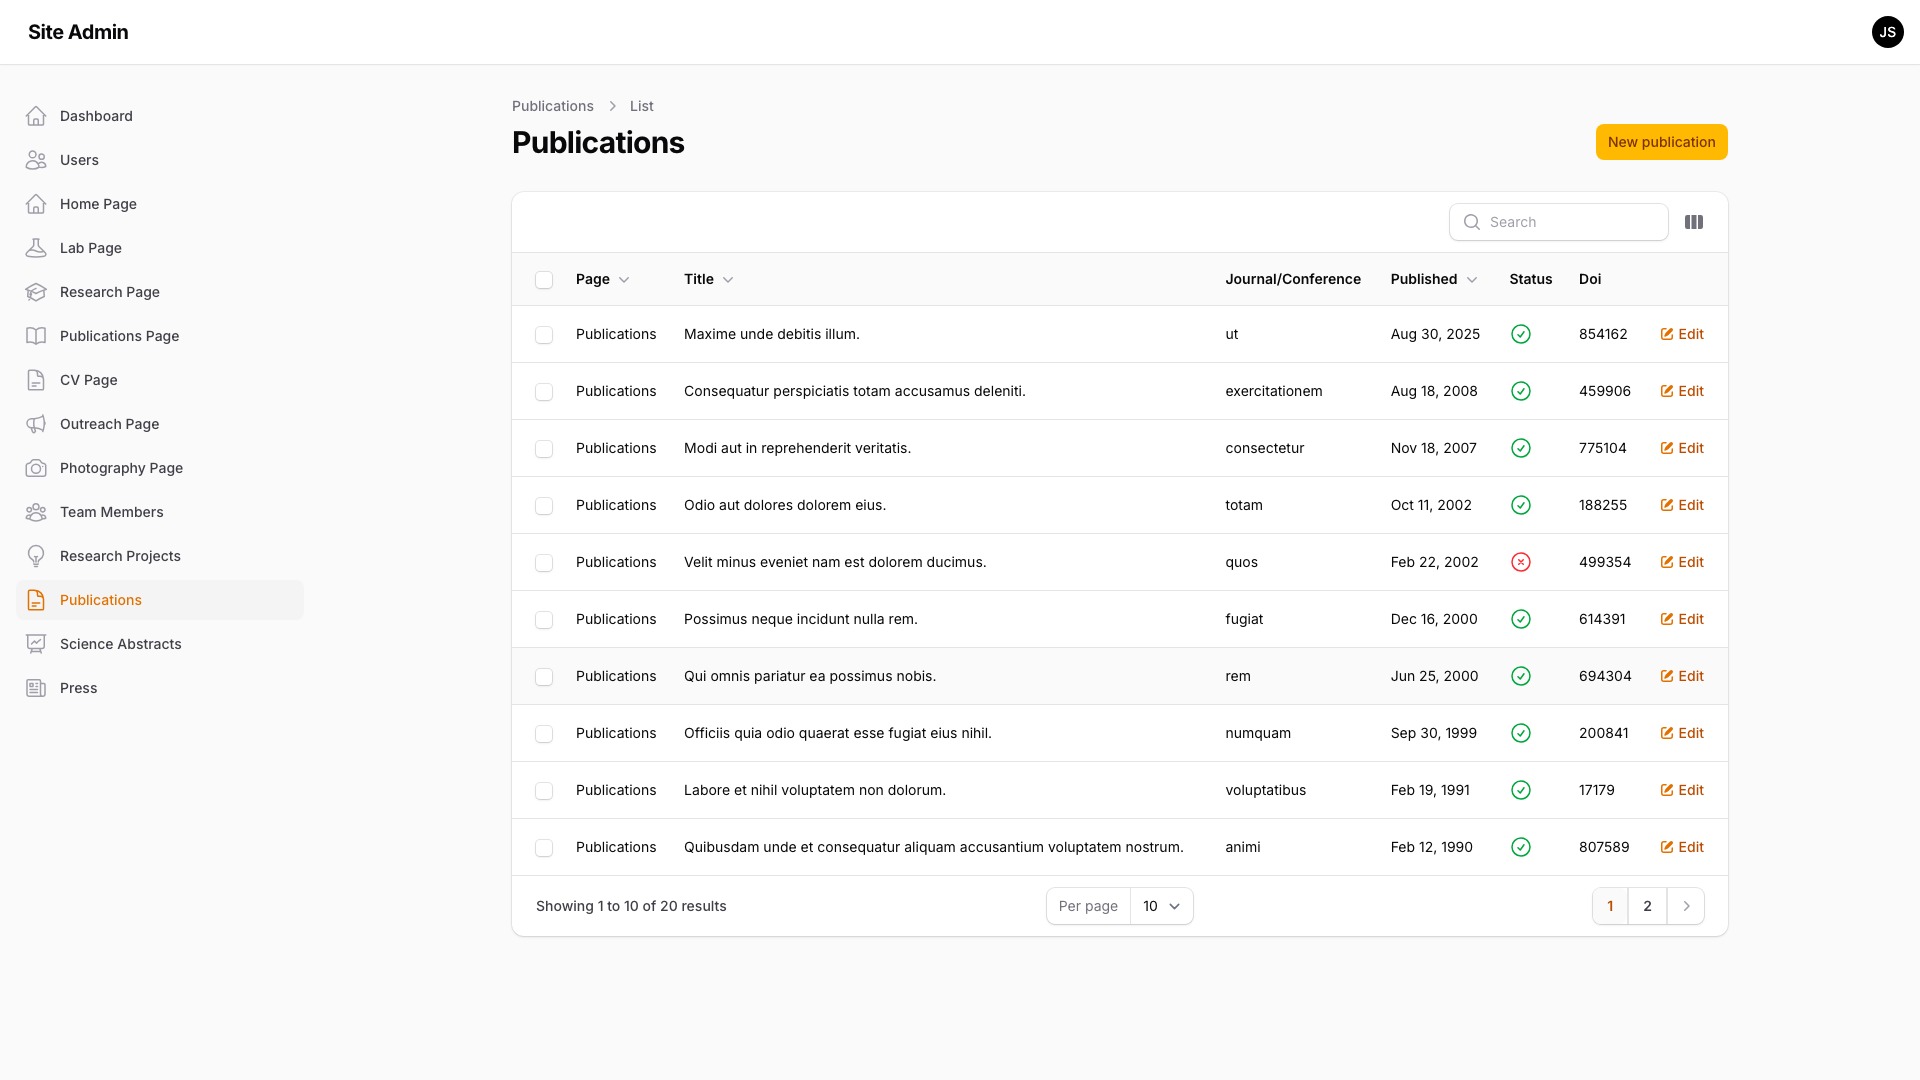 Site Admin
JS
Dashboard
Users
Home Page
Lab Page
Research Page
Publications Page
CV Page
Outreach Page
Photography Page
Team Members
Research Projects
Publications
Science Abstracts
Press
Publications > List
Publications
New publication
Search
Page Title Journal/Conference Published Status Doi
Publications Maxime unde debitis illum. ut Aug 30, 2025 854162 Edit
Publications Consequatur perspiciatis totam accusamus deleniti. exercitationem Aug 18, 2008 459906 Edit
Publications Modi aut in reprehenderit veritatis. consectetur Nov 18, 2007 775104 Edit
Publications Odio aut dolores dolorem eius. totam Oct 11, 2002 188255 Edit
Publications Velit minus eveniet nam est dolorem ducimus. quos Feb 22, 2002 499354 Edit
Publications Possimus neque incidunt nulla rem. fugiat Dec 16, 2000 614391 Edit
Publications Qui omnis pariatur ea possimus nobis. rem Jun 25, 2000 694304 Edit
Publications Officiis quia odio quaerat esse fugiat eius nihil. numquam Sep 30, 1999 200841 Edit
Publications Labore et nihil voluptatem non dolorum. voluptatibus Feb 19, 1991 17179 Edit
Publications Quibusdam unde et consequatur aliquam accusantium voluptatem nostrum. animi Feb 12, 1990 807589 Edit
Showing 1 to 10 of 20 results Per page 10 1 2